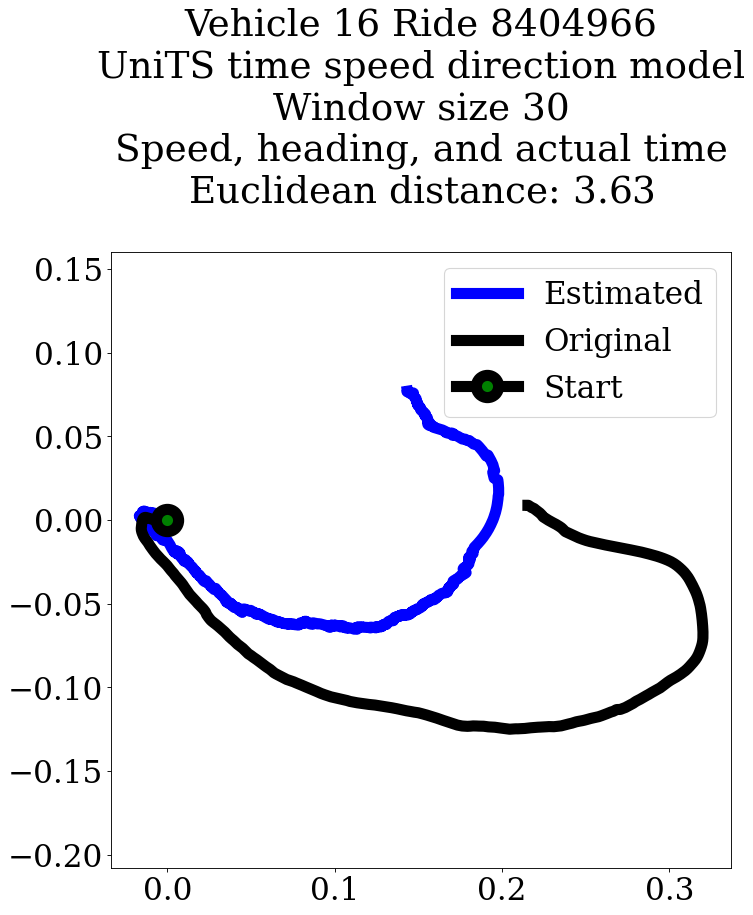 Vehicle 16 Ride 8404966
UniTS time speed direction model
Window size 30
Speed, heading, and actual time
Euclidean distance: 3.63
Estimated
Original
Start
0.15
0.10
0.05
0.00
−0.05
−0.10
−0.15
−0.20
0.0 0.1 0.2 0.3